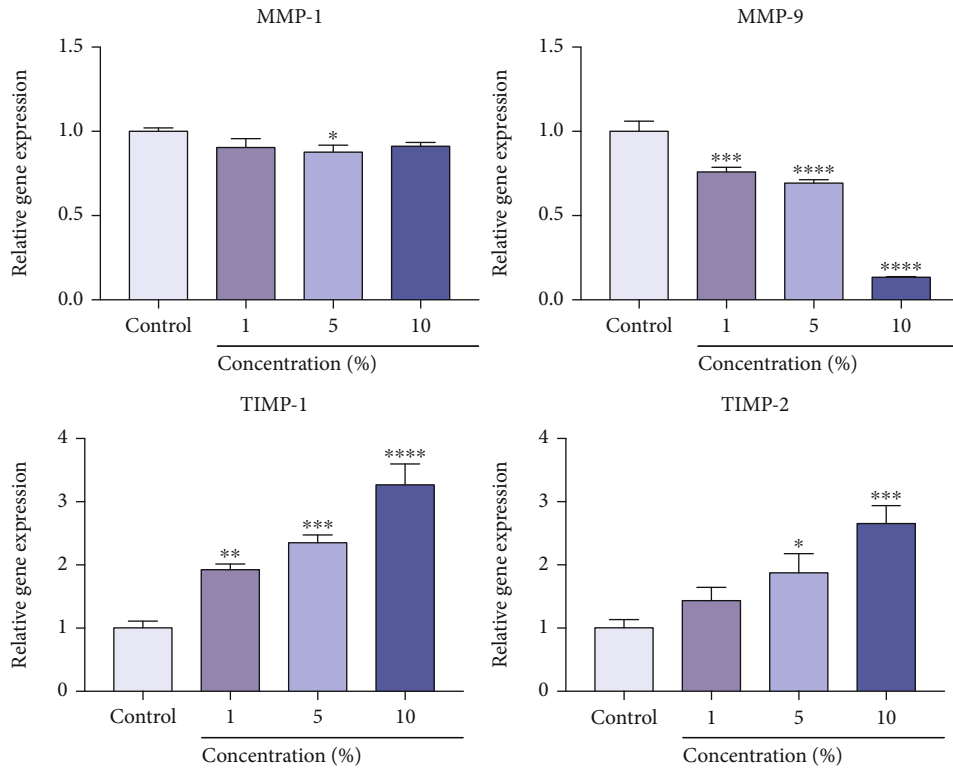 MMP-1
Relative gene expression
1.5
1.0
0.5
0.0
*
Control 1 5 10
Concentration (%)
MMP-9
Relative gene expression
1.5
1.0
0.5
0.0
***
****
****
Control 1 5 10
Concentration (%)
TIMP-1
Relative gene expression
4
3
2
1
0
**
***
****
Control 1 5 10
Concentration (%)
TIMP-2
Relative gene expression
4
3
2
1
0
*
***
Control 1 5 10
Concentration (%)